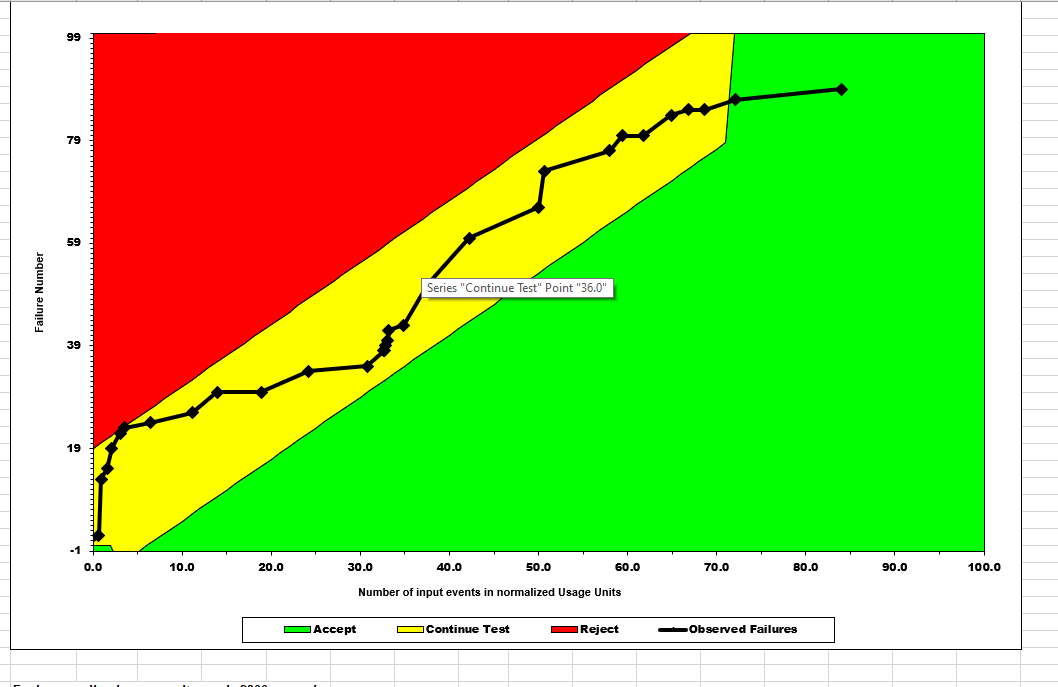 99
79
59
39
19
-1
Failure Number
Series "Continue Test" Point "36.0"
0.0 10.0 20.0 30.0 40.0 50.0 60.0 70.0 80.0 90.0 100.0
Number of input events in normalized Usage Units
Accept Continue Test Reject Observed Failures